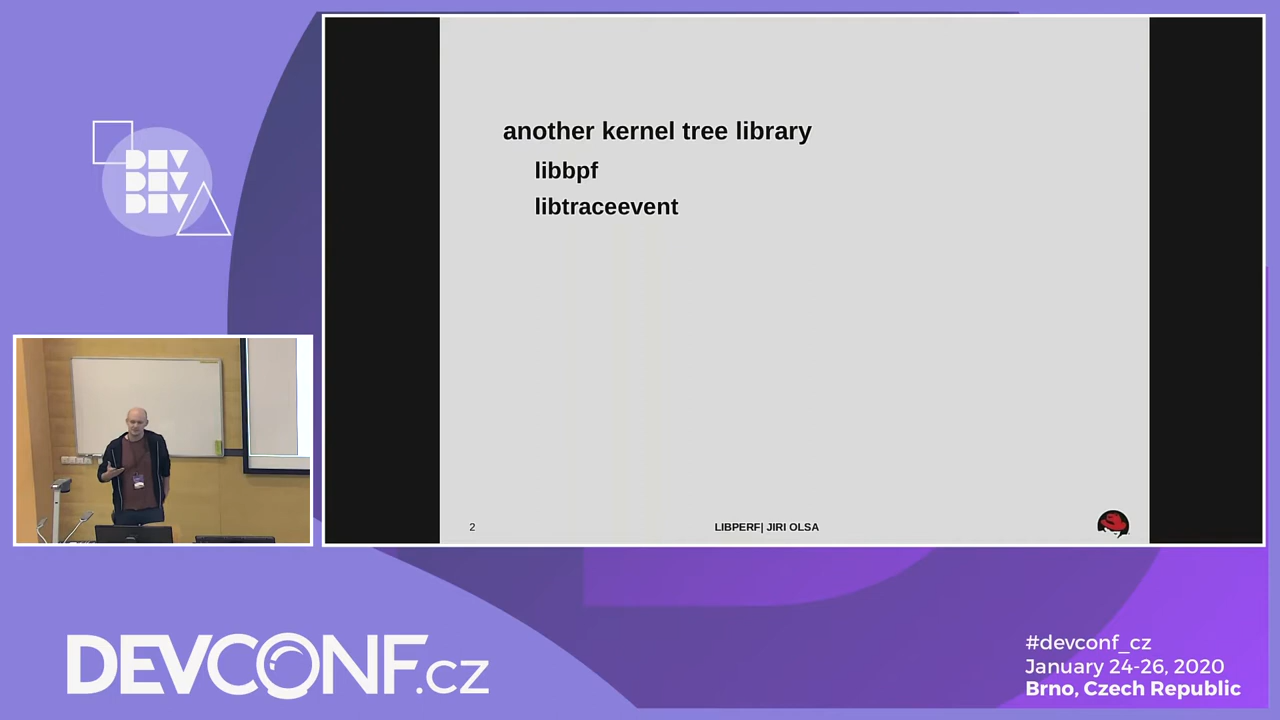 DEV
DEV
DEV
another kernel tree library
libbpf
libtraceevent
2
LIBPERF| JIRI OLSA
DEVCONF.cz
#devconf_cz
January 24-26, 2020
Brno, Czech Republic